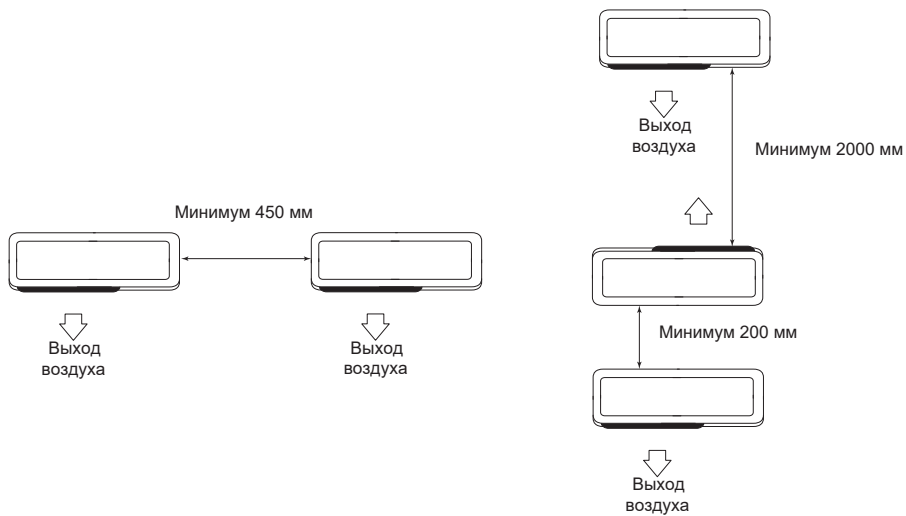 Минимум 450 мм
Выход
воздуха
Выход
воздуха
Выход
воздуха
Минимум 2000 мм
Минимум 200 мм
Выход
воздуха